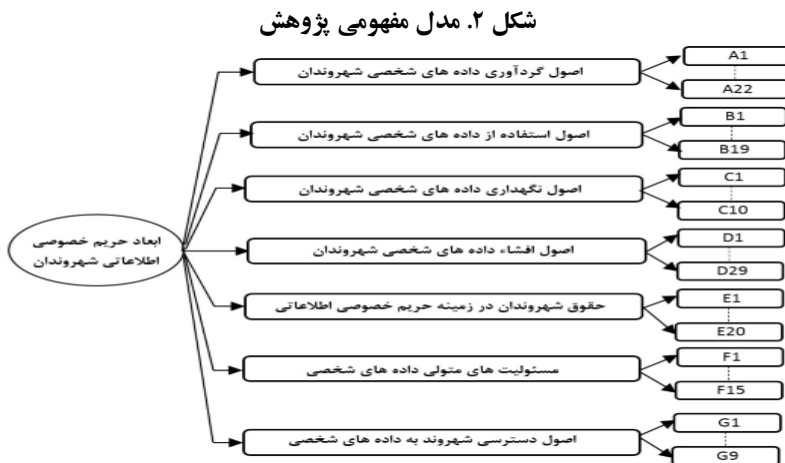 شکل ۲. مدل مفهومی پژوهش
ابعاد حریم خصوصی
اطلاعاتی شهروندان
اصول گردآوری داده های شخصی شهروندان
A1
A22
اصول استفاده از داده های شخصی شهروندان
B1
B19
اصول نگهداری داده های شخصی شهروندان
C1
C10
اصول افشاء داده های شخصی شهروندان
D1
D29
حقوق شهروندان در زمینه حریم خصوصی اطلاعاتی
E1
E20
مسئولیت های متولی داده های شخصی
F1
F15
اصول دسترسی شهروند به داده های شخصی
G1
G9